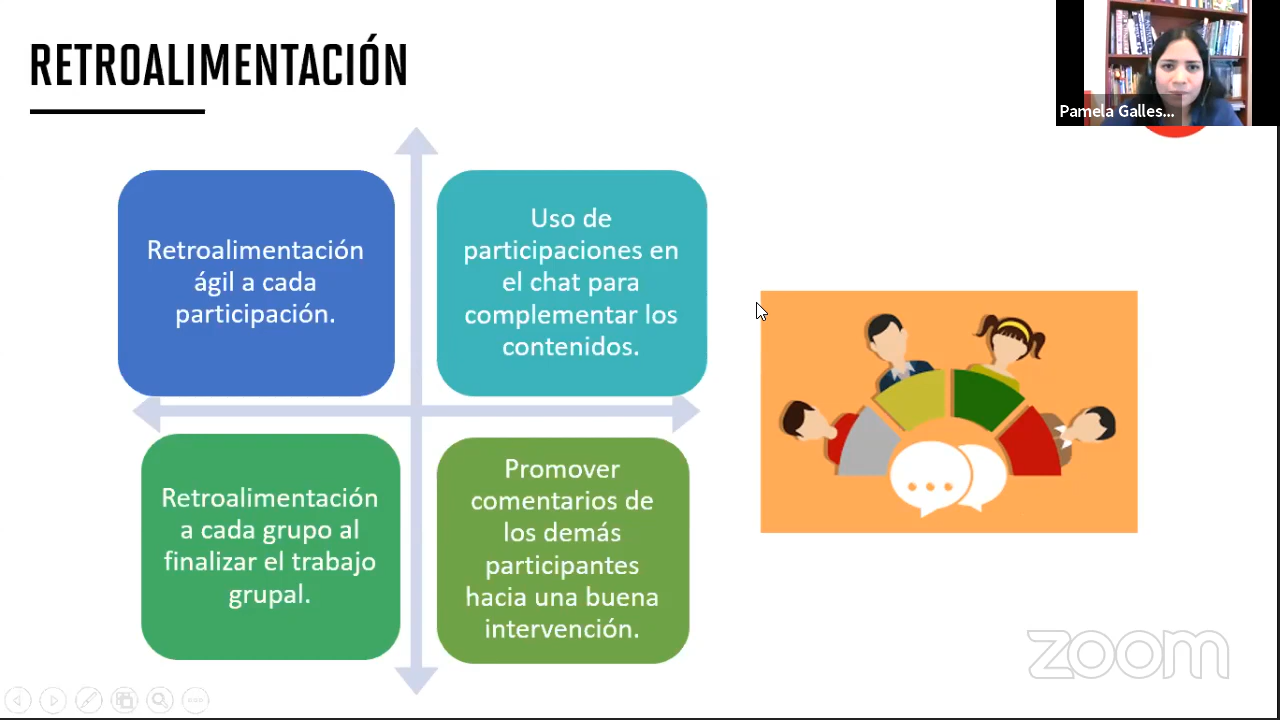 RETROALIMENTACIÓN
Pamela Galles...
Retroalimentación
ágil a cada
participación.
Uso de
participaciones en
el chat para
complementar los
contenidos.
Retroalimentación
a cada grupo al
finalizar el trabajo
grupal.
Promover
comentarios de
los demás
participantes
hacia una buena
intervención.
zoom